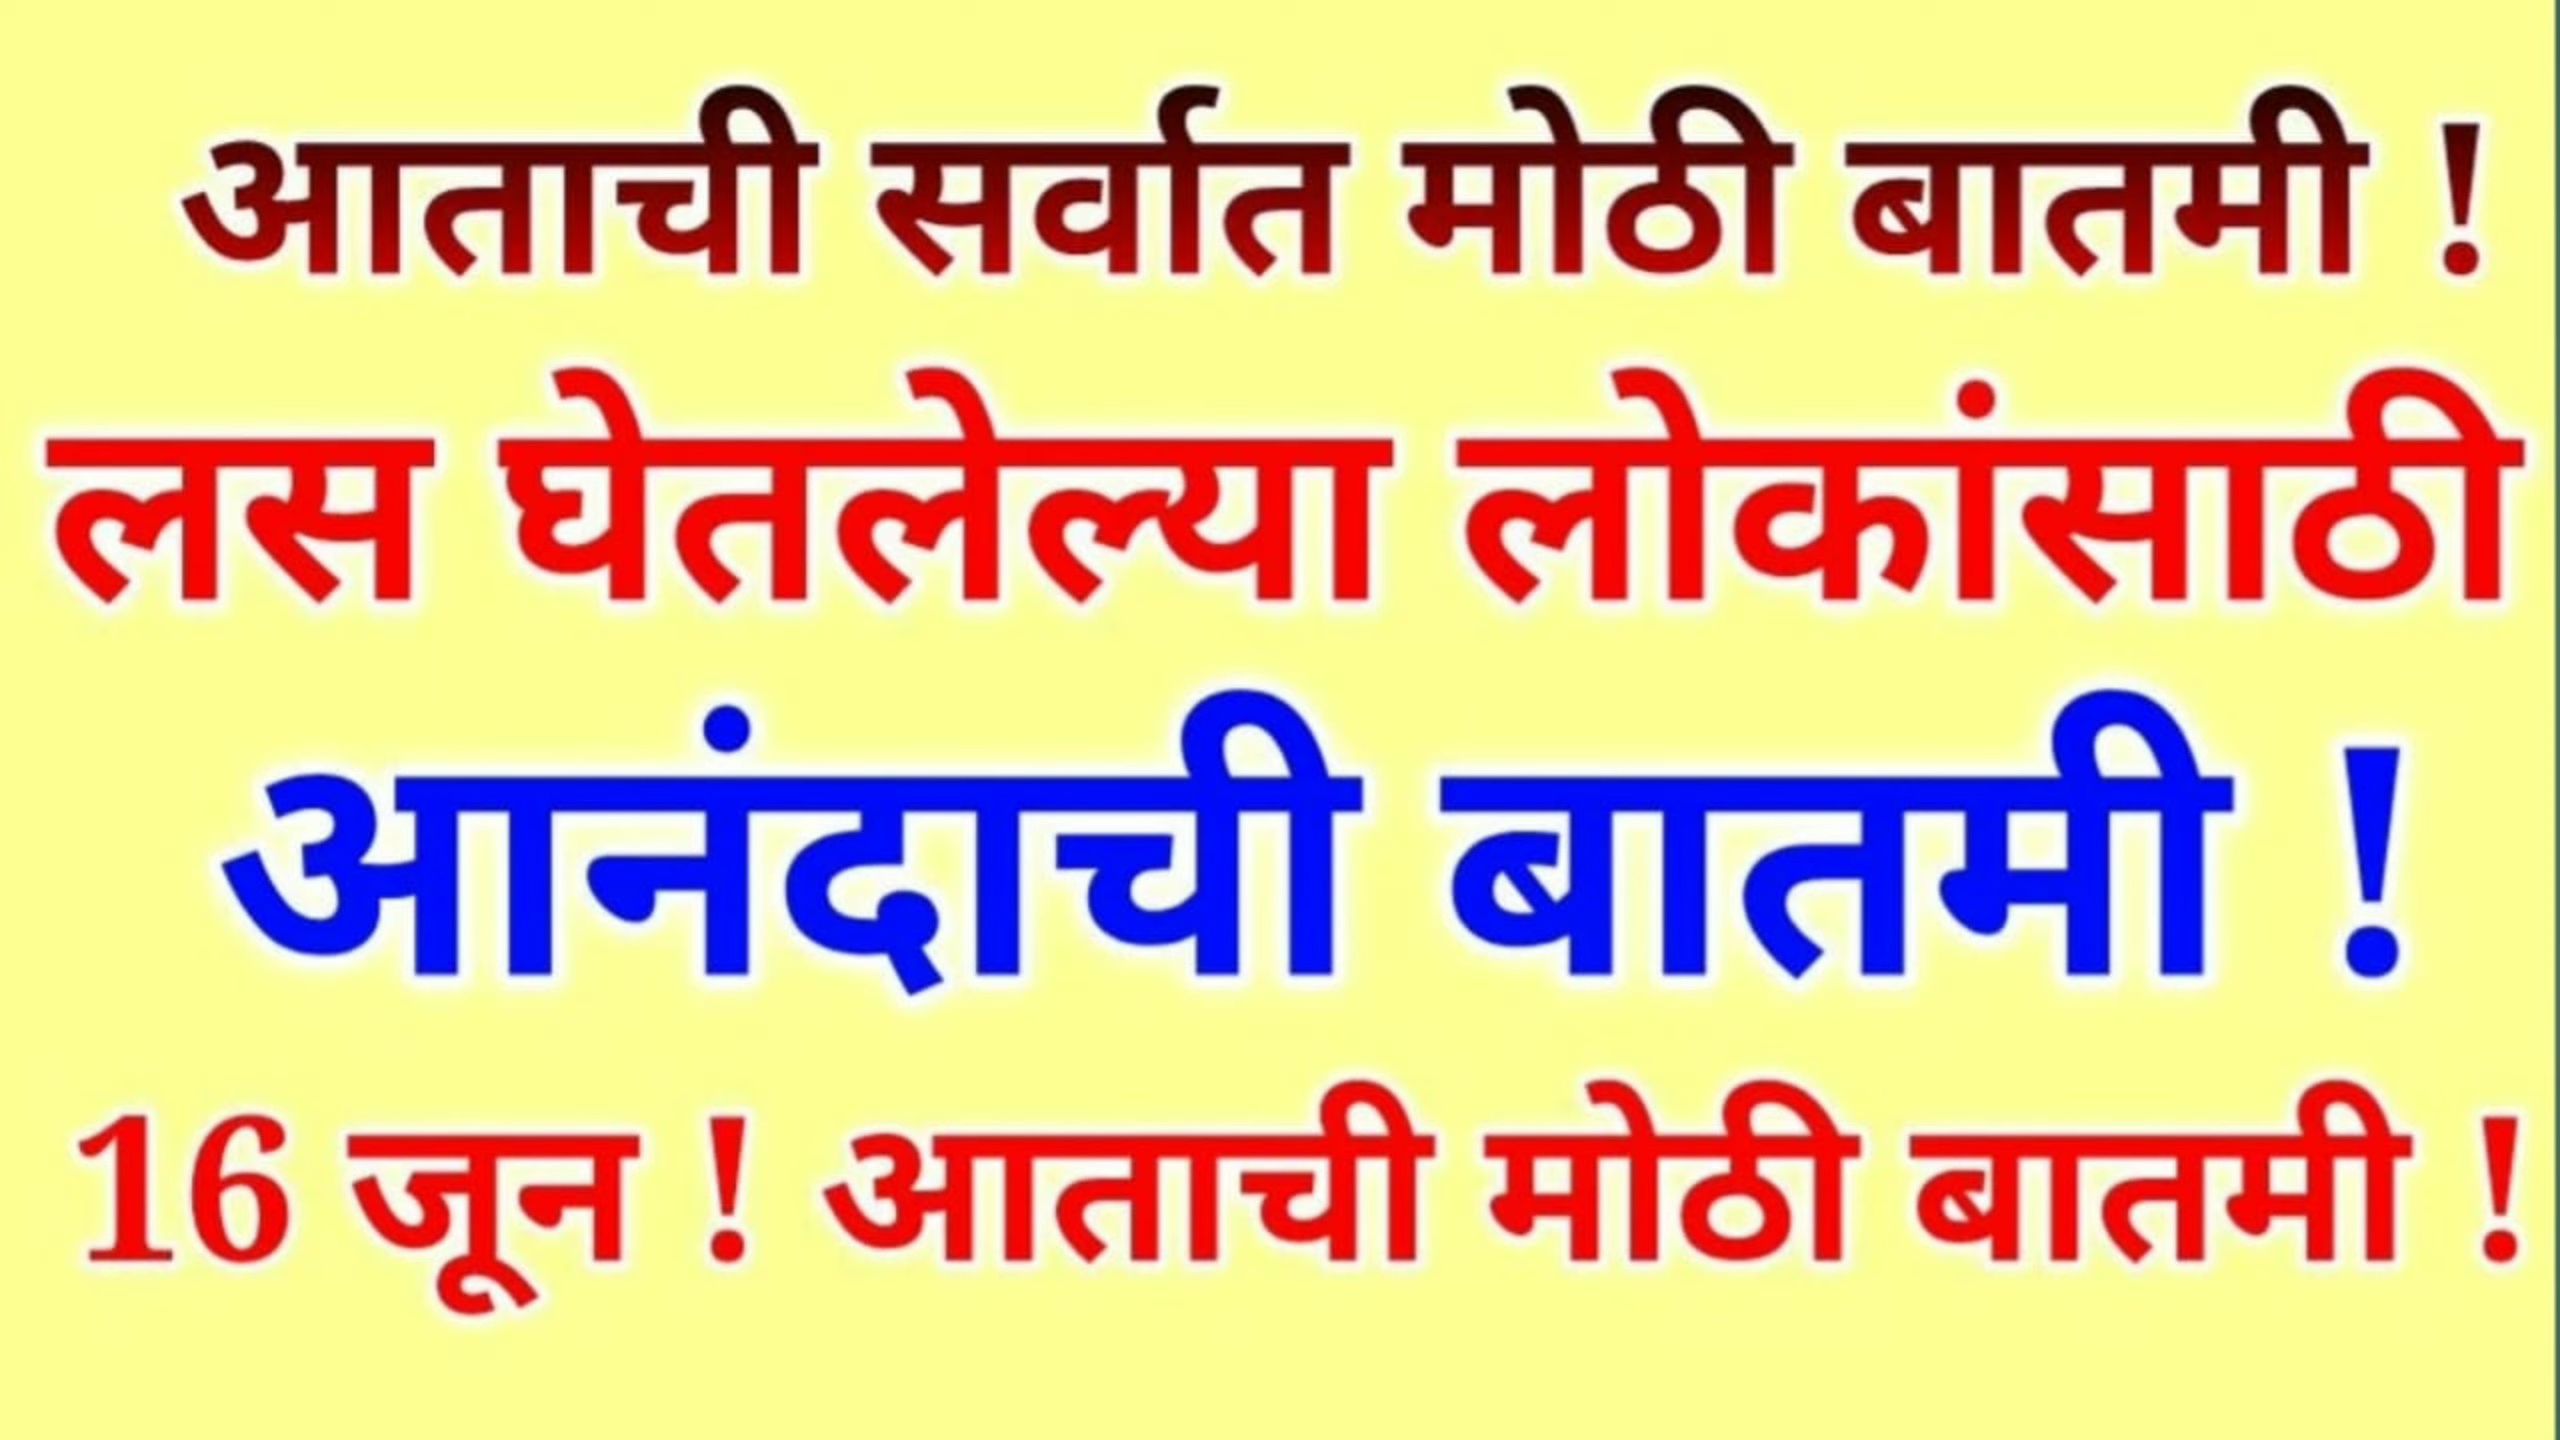 आताची सर्वात मोठी बातमी !
लस घेतलेल्या लोकांसाठी
आनंदाची बातमी !
16 जून ! आताची मोठी बातमी !